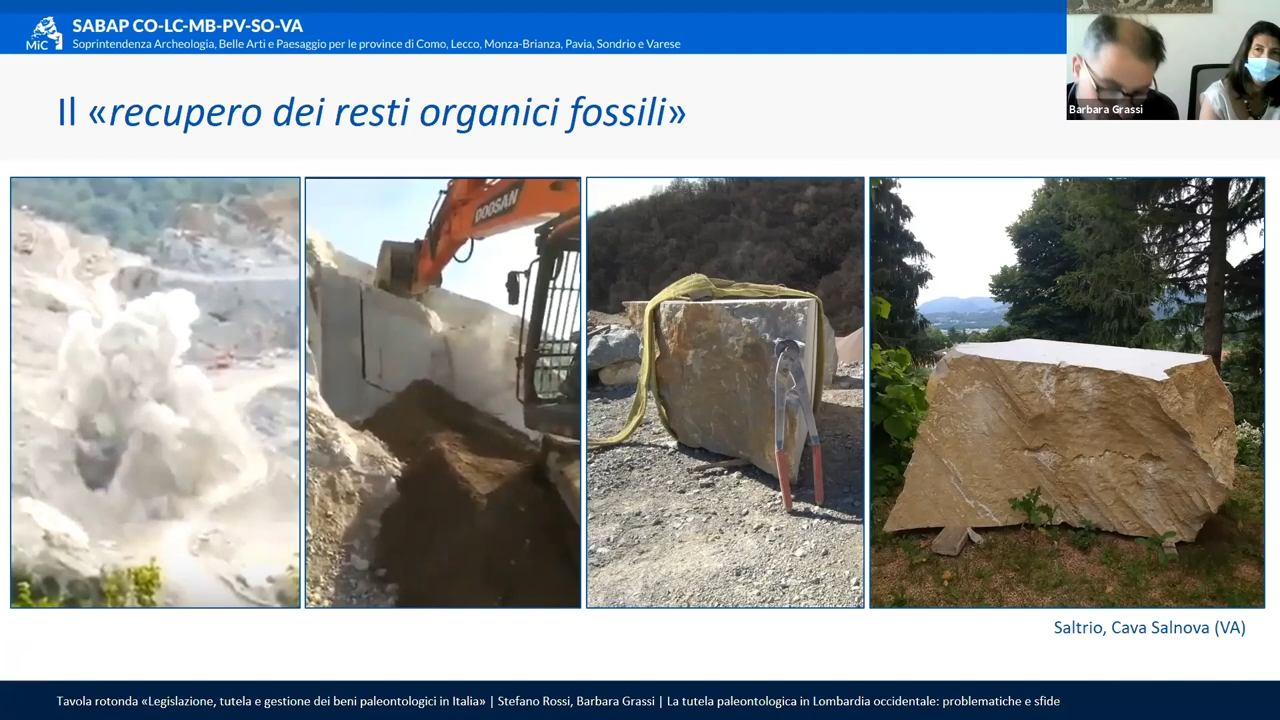 SABAP CO-LC-MB-PV-SO-VA
MiC
Soprintendenza Archeologia, Belle Arti e Paesaggio per le province di Como, Lecco, Monza-Brianza, Pavia, Sondrio e Varese
Barbara Grassi
Il «recupero dei resti organici fossili»
DOOSAN
Saltrio, Cava Salnova (VA)
Tavola rotonda «Legislazione, tutela e gestione dei beni paleontologici in Italia» | Stefano Rossi, Barbara Grassi | La tutela paleontologica in Lombardia occidentale: problematiche e sfide